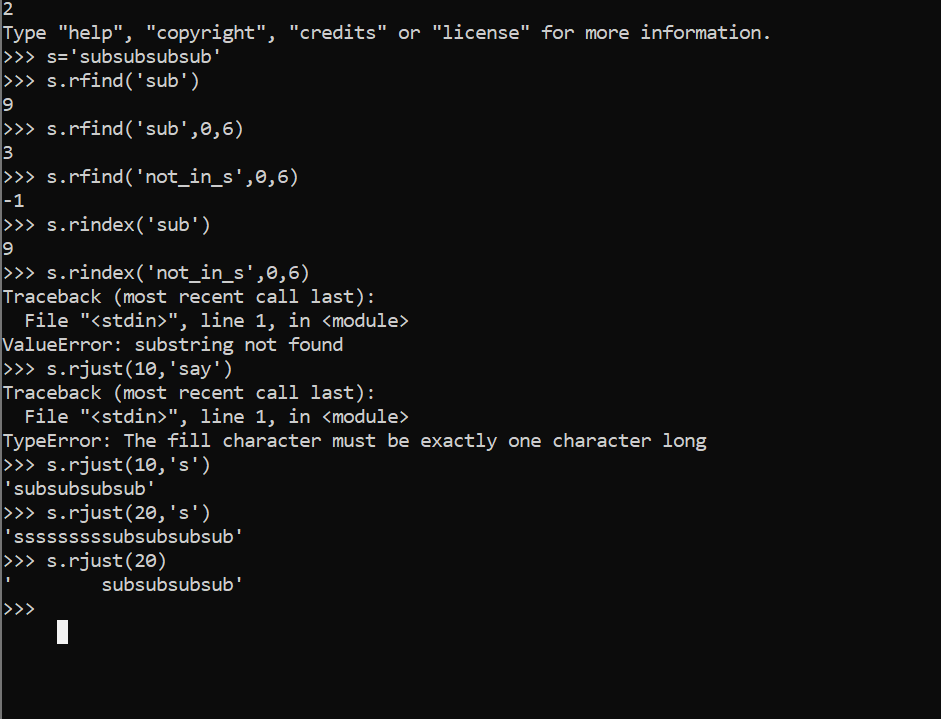 2
Type "help", "copyright", "credits" or "license" for more information.
>>> s='subsubsubsub'
>>> s.rfind('sub')
9
>>> s.rfind('sub',0,6)
3
>>> s.rfind('not_in_s',0,6)
-1
>>> s.rindex('sub')
9
>>> s.rindex('not_in_s',0,6)
Traceback (most recent call last):
  File "<stdin>", line 1, in <module>
ValueError: substring not found
>>> s.rjust(10,'say')
Traceback (most recent call last):
  File "<stdin>", line 1, in <module>
TypeError: The fill character must be exactly one character long
>>> s.rjust(10,'s')
'subsubsubsub'
>>> s.rjust(20,'s')
'sssssssssubsubsubsub'
>>> s.rjust(20)
'        subsubsubsub'
>>>